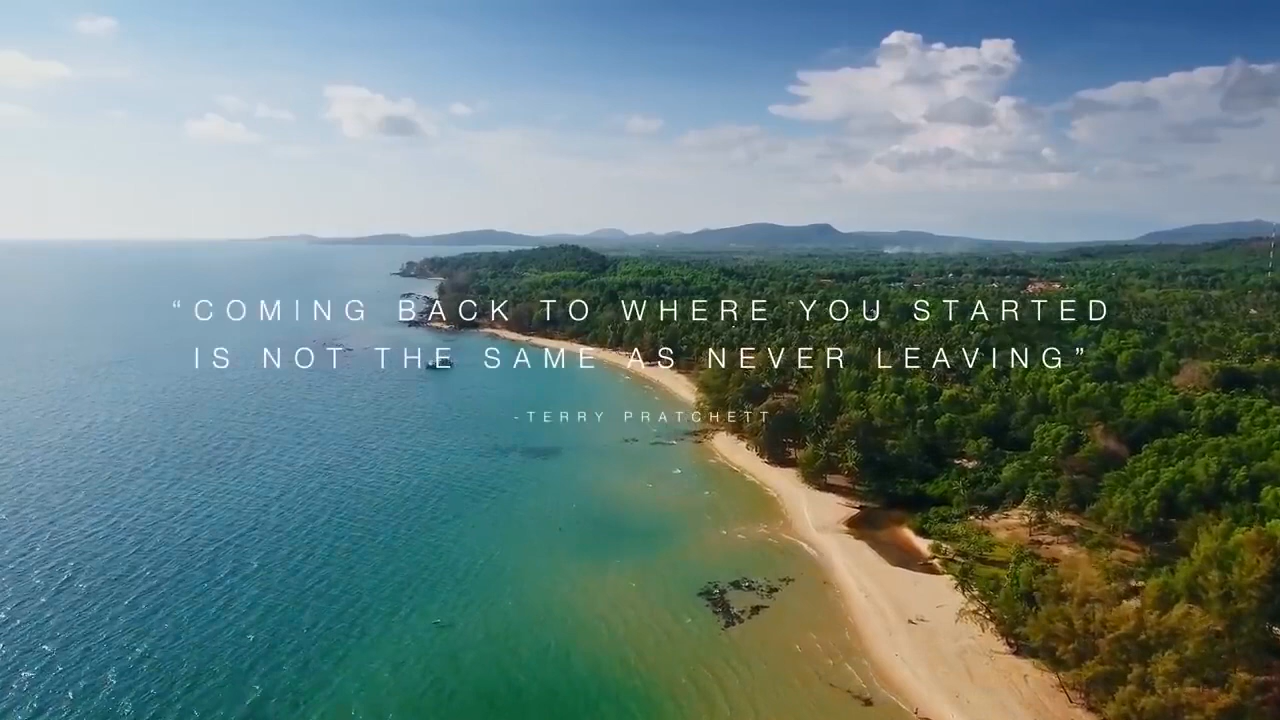 “COMING BACK TO WHERE YOU STARTED
IS NOT THE SAME AS NEVER LEAVING”
-TERRY PRATCHETT